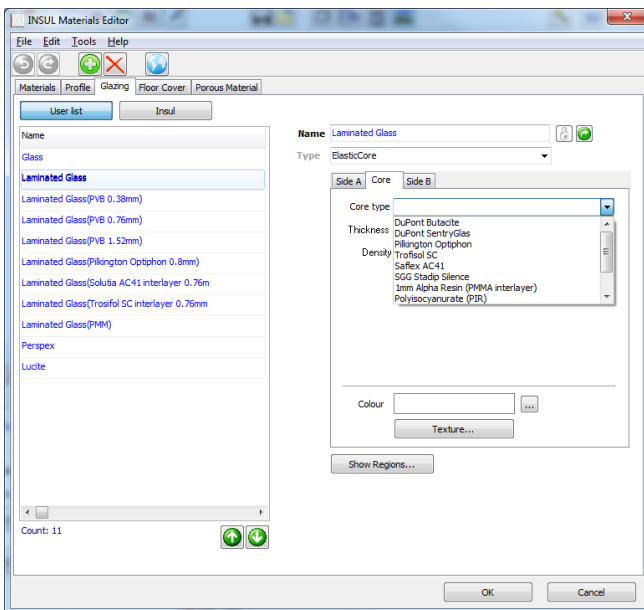 INSUL Materials Editor
File Edit Tools Help
Materials Profile Glazing Floor Cover Porous Material
User list Insul
Name
Glass
Laminated Glass
Laminated Glass(PVB 0.38mm)
Laminated Glass(PVB 0.76mm)
Laminated Glass(PVB 1.52mm)
Laminated Glass(Pilkington Optiphon 0.8mm)
Laminated Glass(Solutia AC41 interlayer 0.76m
Laminated Glass(Trosifol SC interlayer 0.76mm
Laminated Glass(PMM)
Perspex
Lucite
Count: 11
Name Laminated Glass
Type ElasticCore
Side A Core Side B
Core type
Thickness
Density
DuPont Butacite
DuPont SentryGlas
Pilkington Optiphon
Trofisol SC
Saflex AC41
SGG Stadip Silence
1mm Alpha Resin (PMMA interlayer)
Polyisocyanurate (PIR)
Colour ...
Texture...
Show Regions...
OK Cancel